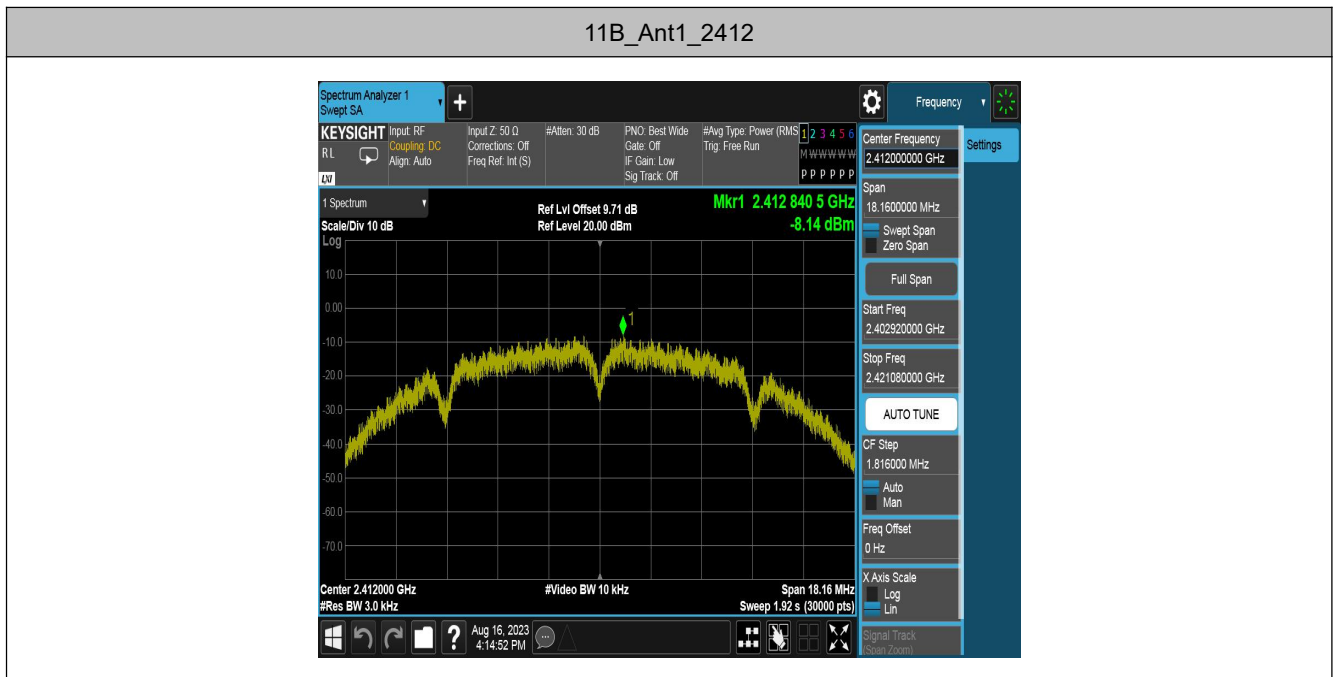 11B_Ant1_2412
Spectrum Analyzer 1
Swept SA
+
Frequency
KEYSIGHT
RL
LXI
Input: RF
Coupling: DC
Align: Auto
Input Z: 50 Ω
Corrections: Off
Freq Ref: Int (S)
#Atten: 30 dB
PNO: Best Wide
Gate: Off
IF Gain: Low
Sig Track: Off
#Avg Type: Power (RMS
Trig: Free Run
1 2 3 4 5 6
M W W W W W
P P P P P P
1 Spectrum
Scale/Div 10 dB
Ref Lvl Offset 9.71 dB
Ref Level 20.00 dBm
Mkr1 2.412 840 5 GHz
-8.14 dBm
Log
10.0
0.00
-10.0
-20.0
-30.0
-40.0
-50.0
-60.0
-70.0
1
Center 2.412000 GHz
#Res BW 3.0 kHz
#Video BW 10 kHz
Span 18.16 MHz
Sweep 1.92 s (30000 pts)
Center Frequency
2.412000000 GHz
Settings
Span
18.1600000 MHz
Swept Span
Zero Span
Full Span
Start Freq
2.402920000 GHz
Stop Freq
2.421080000 GHz
AUTO TUNE
CF Step
1.816000 MHz
Auto
Man
Freq Offset
0 Hz
X Axis Scale
Log
Lin
Signal Track
(Span Zoom)
?
Aug 16, 2023
4:14:52 PM